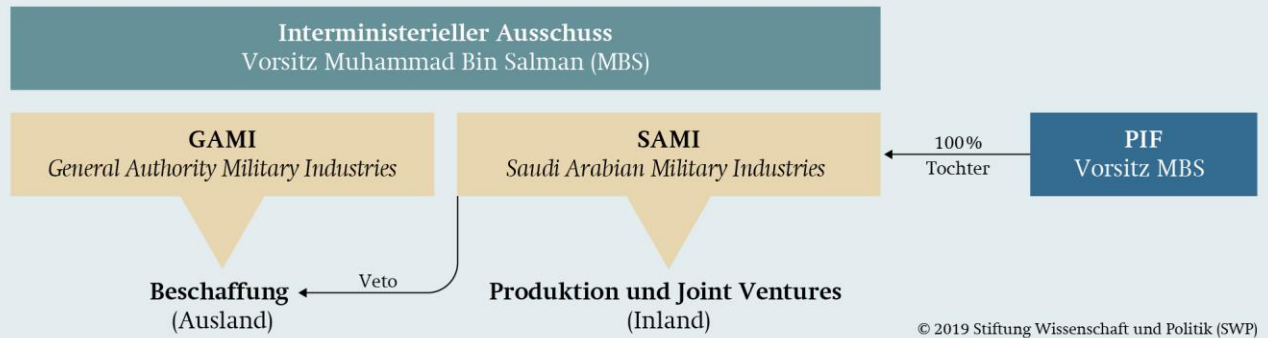 Interministerieller Ausschuss
Vorsitz Muhammad Bin Salman (MBS)
GAMI
General Authority Military Industries
SAMI
Saudi Arabian Military Industries
100%
Tochter
PIF
Vorsitz MBS
Veto
Beschaffung
(Ausland)
Produktion und Joint Ventures
(Inland)
© 2019 Stiftung Wissenschaft und Politik (SWP)